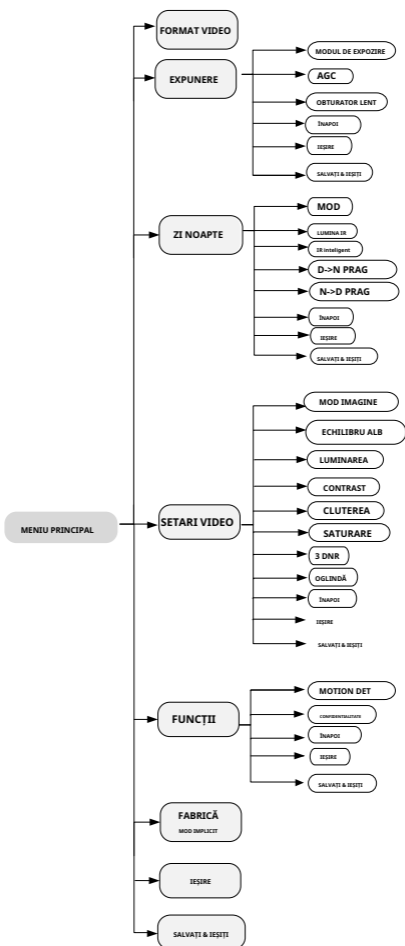 FORMAT VIDEO
EXPUNERE
MODUL DE EXPOZIRE
AGC
OBTURATOR LENT
ÎNAPOI
IEȘIRE
SALVAȚI & IEȘIȚI
ZI NOAPTE
MOD
LUMINA IR
IR inteligent
D->N PRAG
N->D PRAG
ÎNAPOI
IEȘIRE
SALVAȚI & IEȘIȚI
MENIU PRINCIPAL
SETARI VIDEO
MOD IMAGINE
ECHILIBRU ALB
LUMINAREA
CONTRAST
CLUTEREA
SATURARE
3 DNR
OGLINDĂ
ÎNAPOI
IEȘIRE
SALVAȚI & IEȘIȚI
FUNCȚII
MOTION DET
CONFIDENTIALITATE
ÎNAPOI
IEȘIRE
SALVAȚI & IEȘIȚI
FABRICĂ
MOD IMPLICIT
IEȘIRE
SALVAȚI & IEȘIȚI